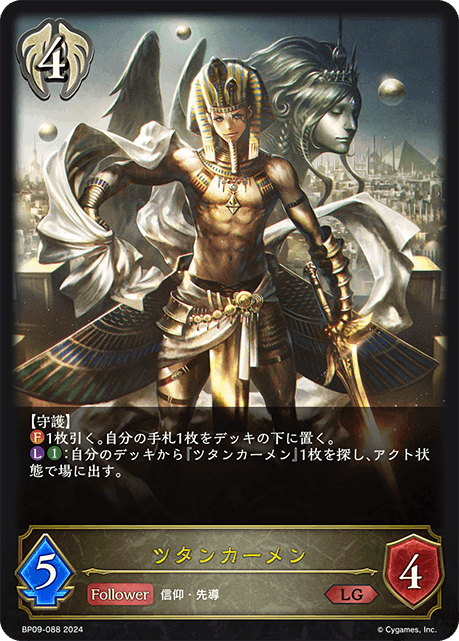 4
【守護】
F 1枚引く。自分の手札1枚をデッキの下に置く。
L 1:自分のデッキから『ツタンカーメン』1枚を探し、アクト状
態で場に出す。
ツタンカーメン
5
Follower 信仰・先導
LG
4
BP09-088 2024
© Cygames, Inc.